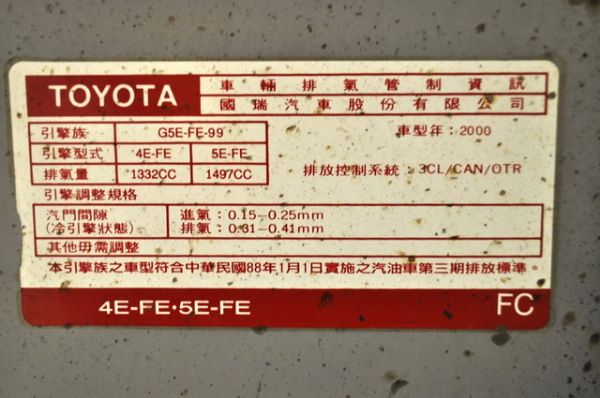 TOYOTA 車輛排氣管制資訊
國瑞汽車股份有限公司
引擎族 G5E-FE-99 車型年：2000
引擎型式 4E-FE 5E-FE
排氣量 1332CC 1497CC 排放控制系統：3CL/CAN/OTR
引擎調整規格
汽門間隙 進氣：0.15-0.25mm
(冷引擎狀態) 排氣：0.31-0.41mm
其他毋需調整
本引擎族之車型符合中華民國88年1月1日實施之汽油車第三期排放標準。
4E-FE·5E-FE FC